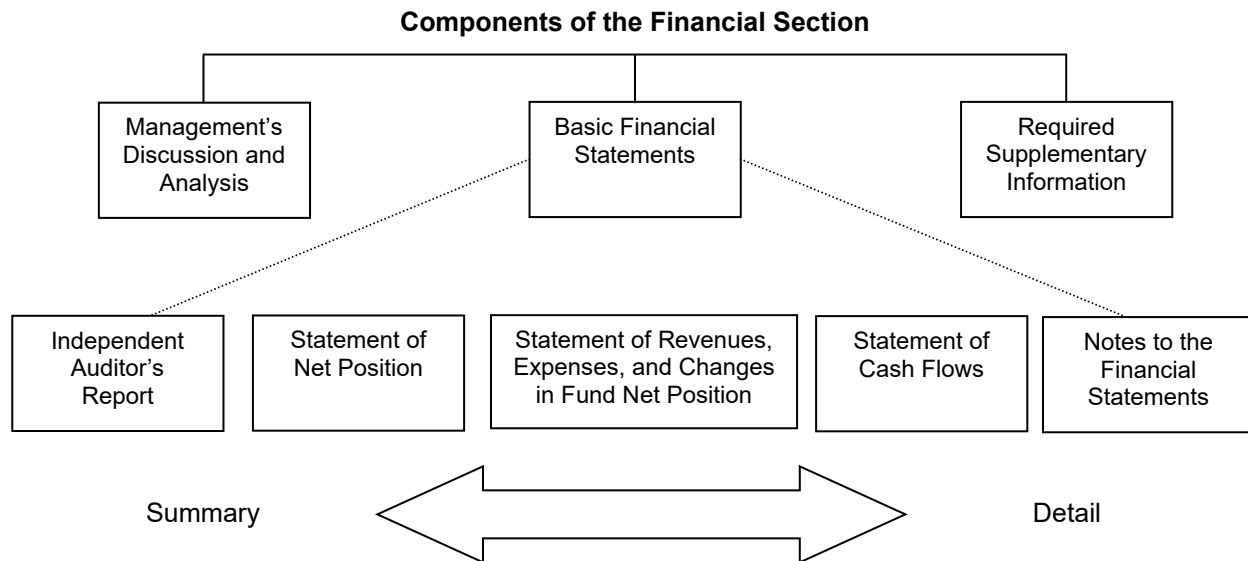 Components of the Financial Section
Management’s
Discussion and
Analysis
Basic Financial
Statements
Required
Supplementary
Information
Independent
Auditor’s
Report
Statement of
Net Position
Statement of Revenues,
Expenses, and Changes
in Fund Net Position
Statement of
Cash Flows
Notes to the
Financial
Statements
Summary
Detail